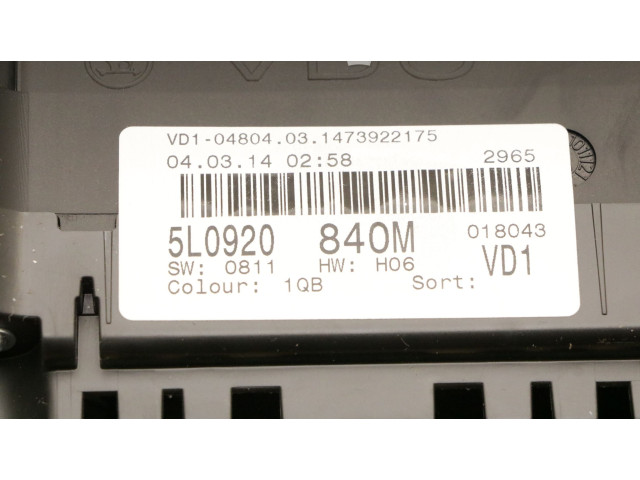 VDO
VD1-04804.03.1473922175
04.03.14 02:58 2965
5L0920 840M 018043
SW: 0811 HW: H06 VD1
Colour: 1QB Sort: